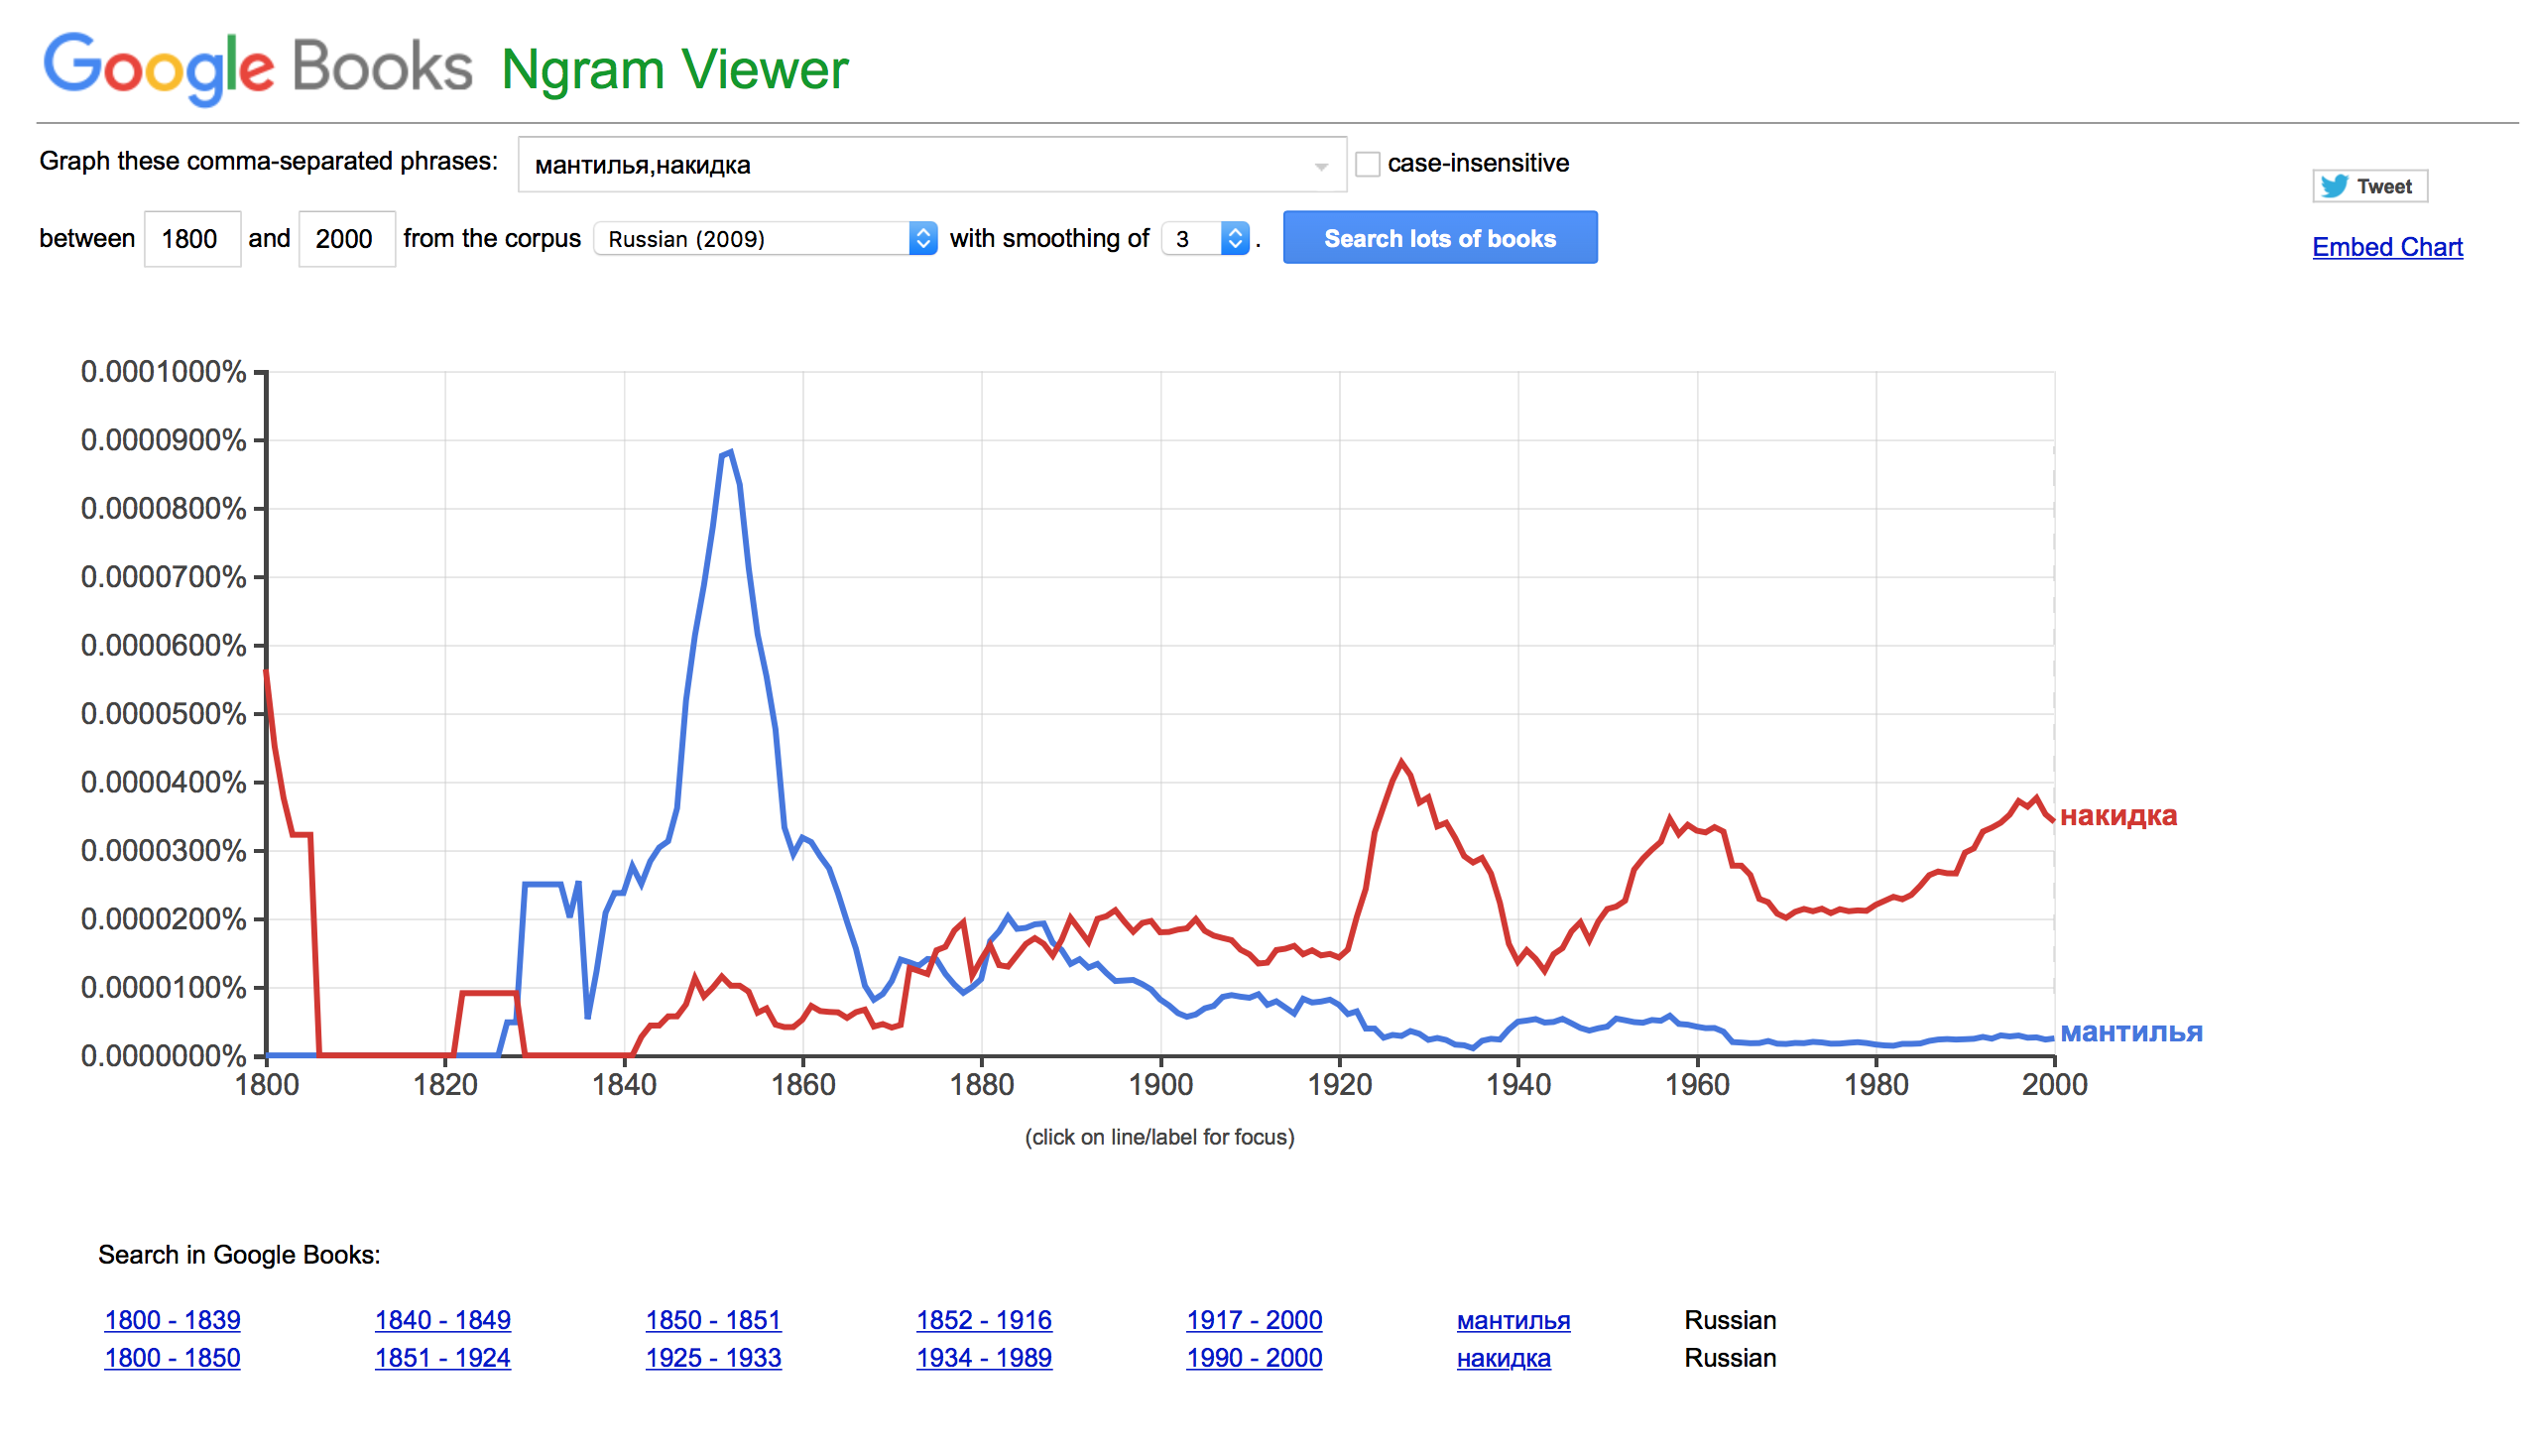 Google Books Ngram Viewer
Graph these comma-separated phrases: мантилья,накидка case-insensitive
Tweet
between 1800 and 2000 from the corpus Russian (2009) with smoothing of 3 . Search lots of books
Embed Chart
0.0001000%
0.0000900%
0.0000800%
0.0000700%
0.0000600%
0.0000500%
0.0000400%
0.0000300%
0.0000200%
0.0000100%
0.0000000%
накидка
мантилья
1800 1820 1840 1860 1880 1900 1920 1940 1960 1980 2000
(click on line/label for focus)
Search in Google Books:
1800 - 1839 1840 - 1849 1850 - 1851 1852 - 1916 1917 - 2000 мантилья Russian
1800 - 1850 1851 - 1924 1925 - 1933 1934 - 1989 1990 - 2000 накидка Russian